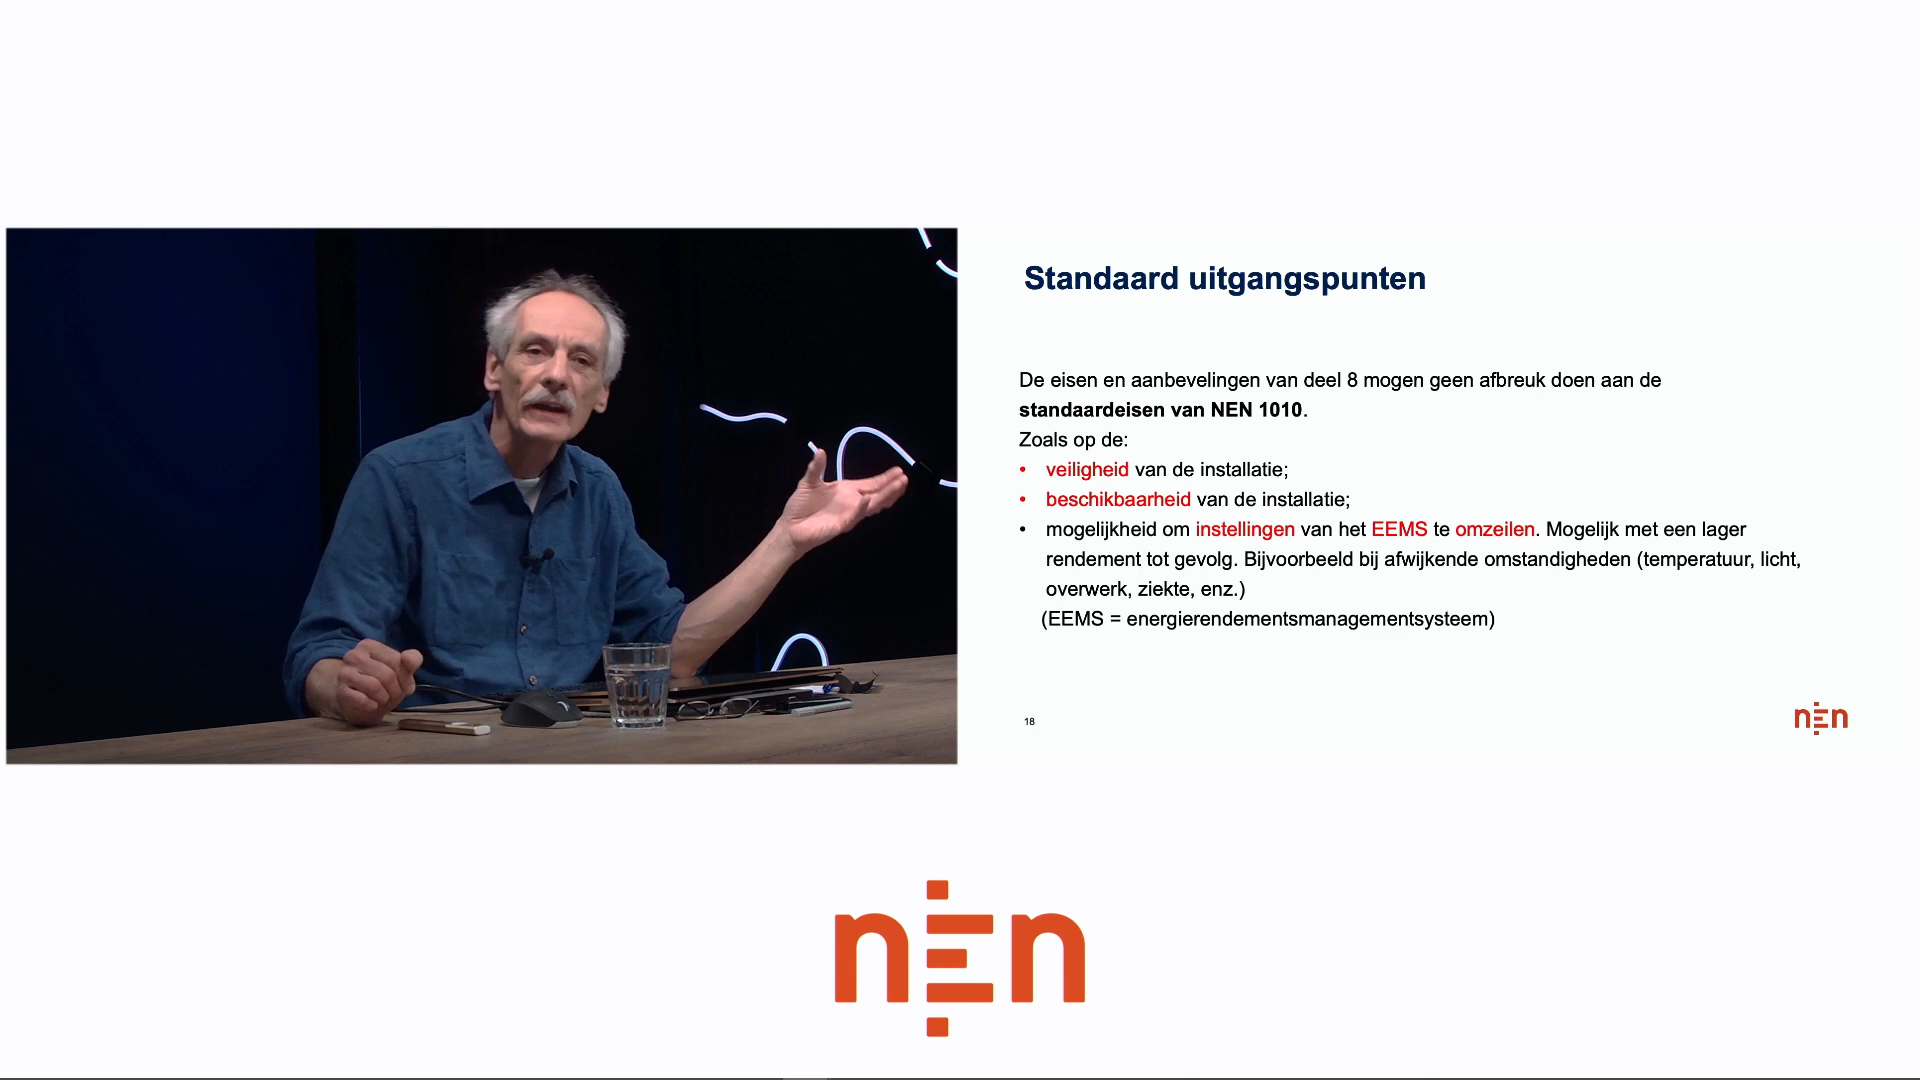 Standaard uitgangspunten
De eisen en aanbevelingen van deel 8 mogen geen afbreuk doen aan de
standaardeisen van NEN 1010.
Zoals op de:
• veiligheid van de installatie;
• beschikbaarheid van de installatie;
• mogelijkheid om instellingen van het EEMS te omzeilen. Mogelijk met een lager
rendement tot gevolg. Bijvoorbeeld bij afwijkende omstandigheden (temperatuur, licht,
overwerk, ziekte, enz.)
(EEMS = energierendementsmanagementsysteem)
18
nen
nen